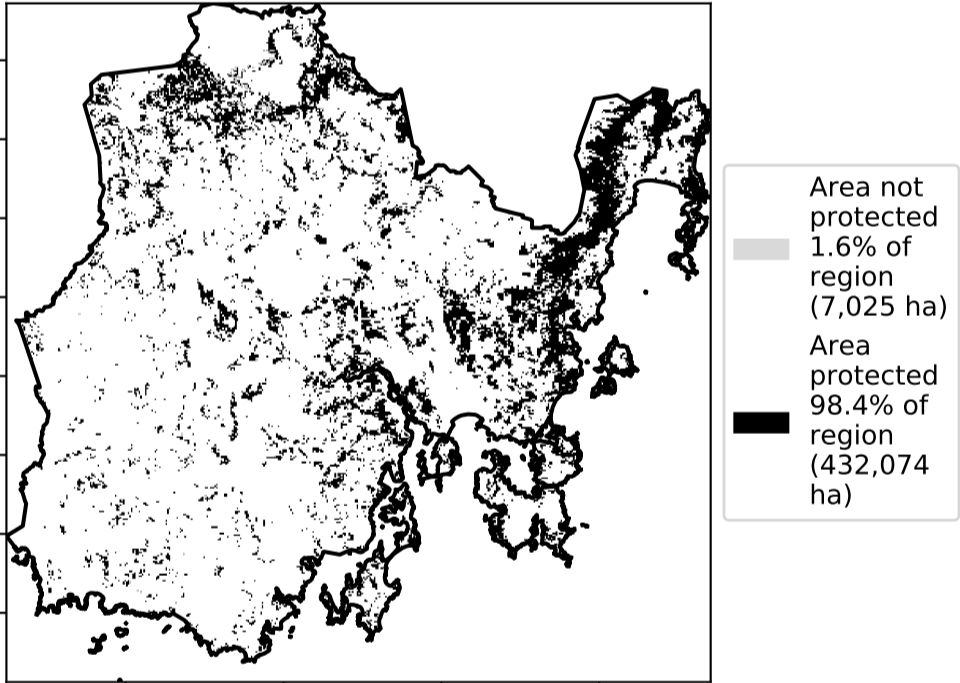 Area not
protected
1.6% of
region
(7,025 ha)
Area
protected
98.4% of
region
(432,074
ha)